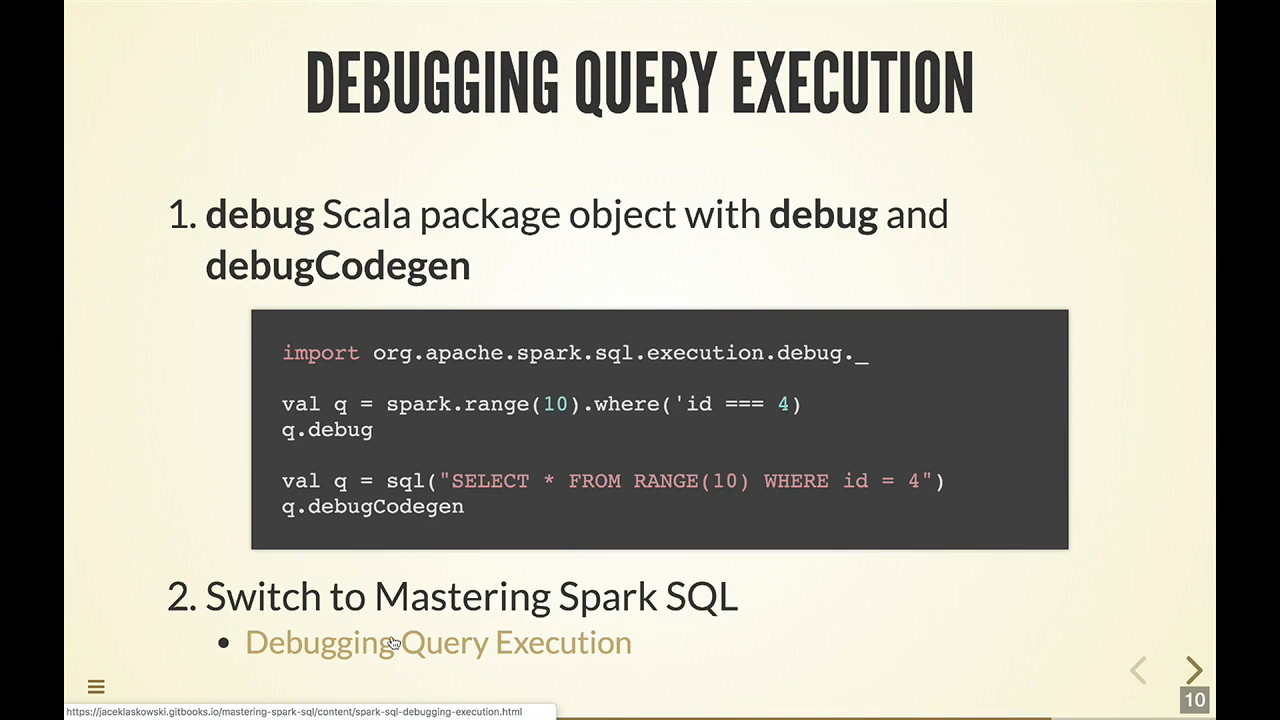 DEBUGGING QUERY EXECUTION
1. debug Scala package object with debug and
debugCodegen
import org.apache.spark.sql.execution.debug._
val q = spark.range(10).where('id === 4)
q.debug
val q = sql("SELECT * FROM RANGE(10) WHERE id = 4")
q.debugCodegen
2. Switch to Mastering Spark SQL
• Debugging Query Execution
10
https://jaceklaskowski.gitbooks.io/mastering-spark-sql/content/spark-sql-debugging-execution.html